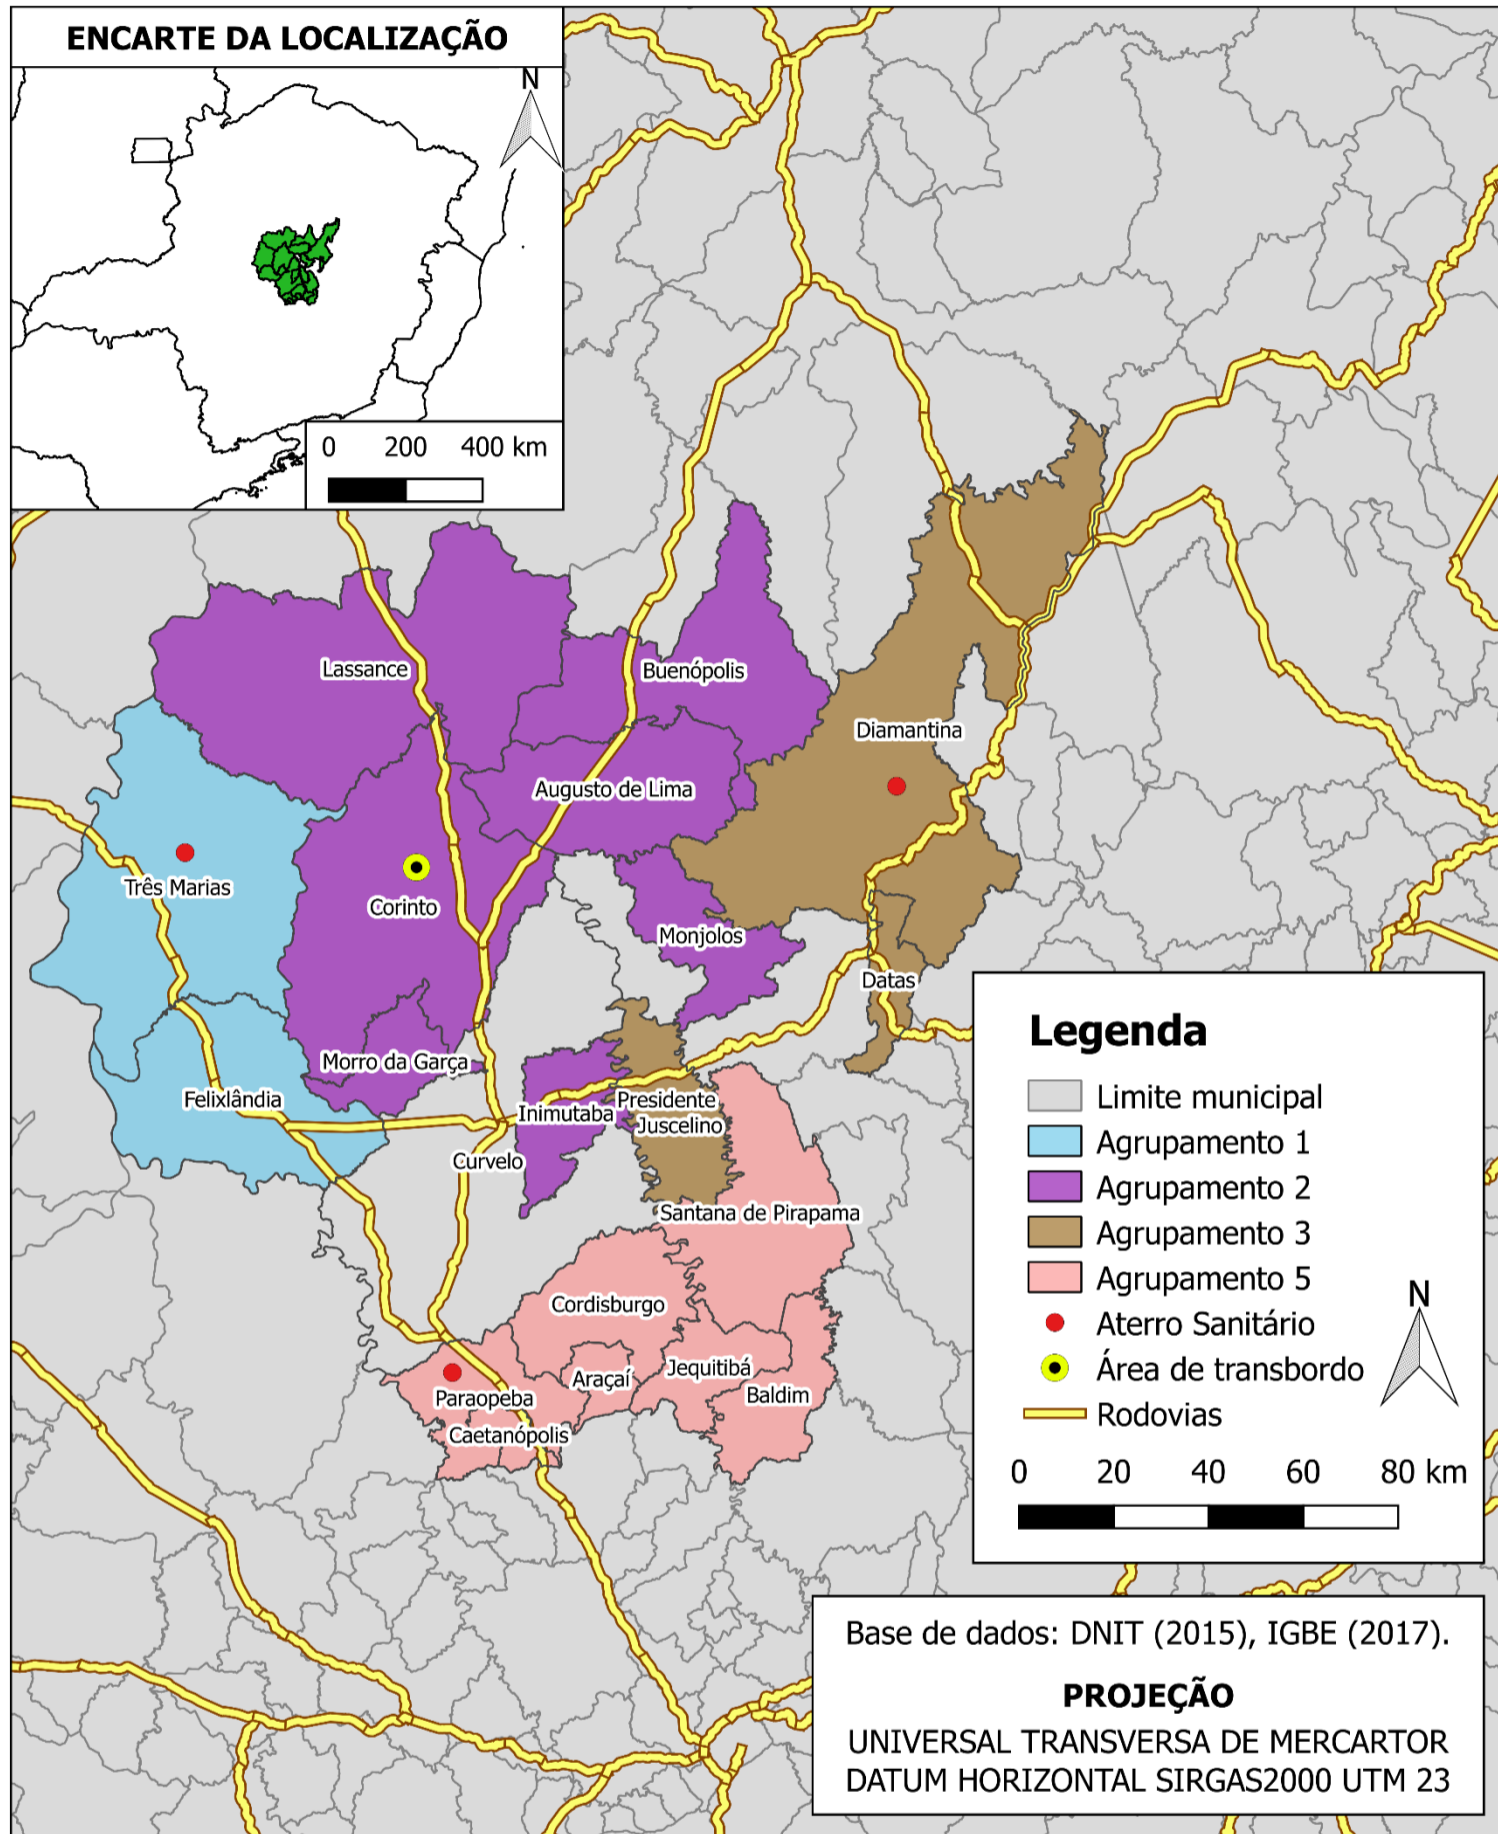 ENCARTE DA LOCALIZAÇÃO
N
0 200 400 km
Lassance
Buenópolis
Diamantina
Augusto de Lima
Três Marias
Corinto
Monjolos
Datas
Morro da Garça
Felixlândia
Inimutaba
Presidente
Juscelino
Curvelo
Santana de Pirapama
Cordisburgo
Araçaí
Jequitibá
Baldim
Paraopeba
Caetanópolis
Legenda
Limite municipal
Agrupamento 1
Agrupamento 2
Agrupamento 3
Agrupamento 5
Aterro Sanitário
Área de transbordo
Rodovias
N
0 20 40 60 80 km
Base de dados: DNIT (2015), IGBE (2017).
PROJEÇÃO
UNIVERSAL TRANSVERSA DE MERCARTOR
DATUM HORIZONTAL SIRGAS2000 UTM 23